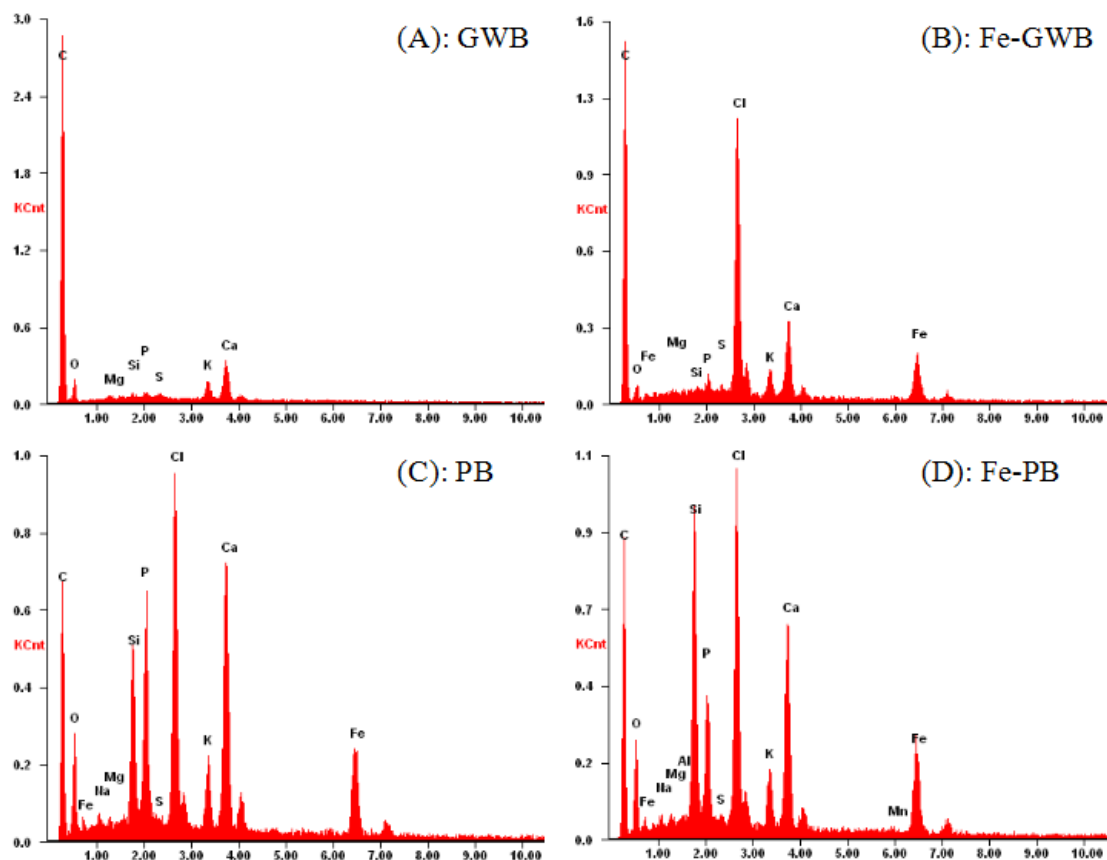 (A): GWB
3.0
2.4
1.8
KCnt
1.2
0.6
0.0
C
O
Mg
Si
P
S
K
Ca
1.00 2.00 3.00 4.00 5.00 6.00 7.00 8.00 9.00 10.00
(B): Fe-GWB
1.6
1.3
0.9
KCnt
0.6
0.3
0.0
C
O
Fe
Mg
Si
P
S
Cl
K
Ca
Fe
1.00 2.00 3.00 4.00 5.00 6.00 7.00 8.00 9.00 10.00
(C): PB
1.0
0.8
0.6
KCnt
0.4
0.2
0.0
C
O
Fe
Na
Mg
Si
P
S
Cl
K
Ca
Fe
1.00 2.00 3.00 4.00 5.00 6.00 7.00 8.00 9.00 10.00
(D): Fe-PB
1.1
0.9
0.7
KCnt
0.4
0.2
0.0
C
O
Fe
Na
Mg
Al
Si
P
S
Cl
K
Ca
Mn
Fe
1.00 2.00 3.00 4.00 5.00 6.00 7.00 8.00 9.00 10.00